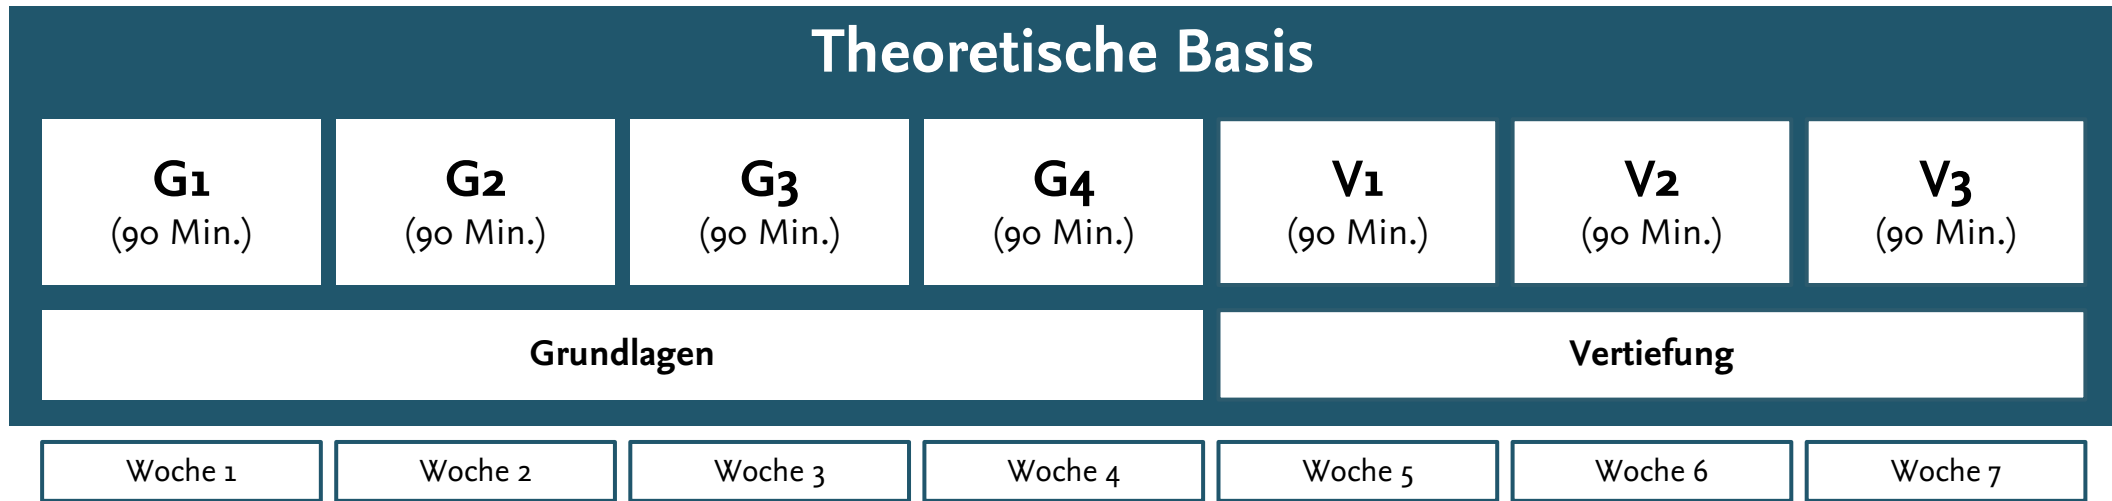 Theoretische Basis
G1
(90 Min.)
G2
(90 Min.)
G3
(90 Min.)
G4
(90 Min.)
V1
(90 Min.)
V2
(90 Min.)
V3
(90 Min.)
Grundlagen
Vertiefung
Woche 1
Woche 2
Woche 3
Woche 4
Woche 5
Woche 6
Woche 7